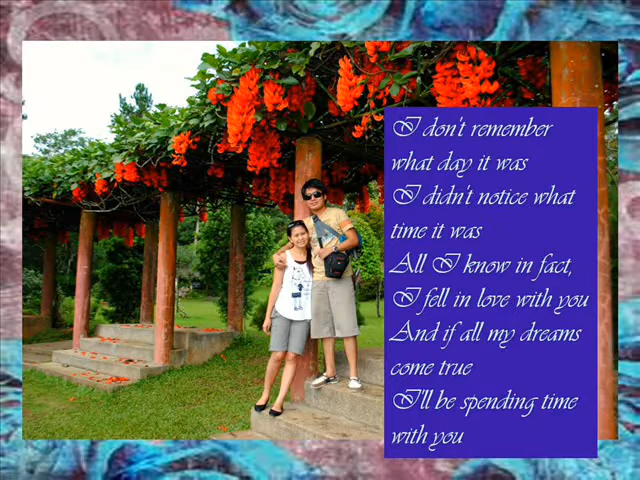 I don't remember
what day it was
I didn't notice what
time it was
All I know in fact,
I fell in love with you
And if all my dreams
come true
I'll be spending time
with you